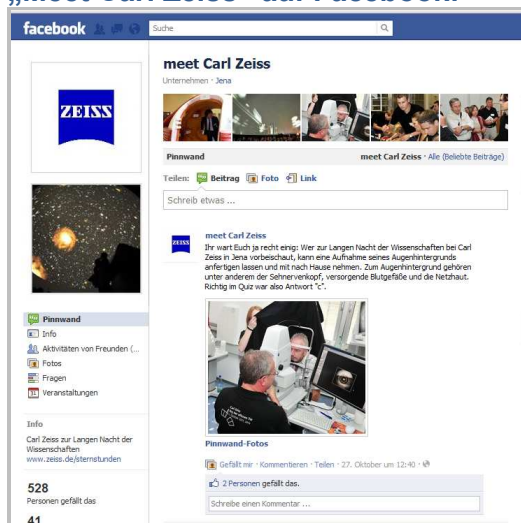 „Meet Carl Zeiss“ auf Facebook.
facebook
Suche
ZEISS
meet Carl Zeiss
Unternehmen · Jena
Pinnwand
meet Carl Zeiss · Alle (Beliebte Beiträge)
Teilen: Beitrag Foto Link
Schreib etwas ...
ZEISS
meet Carl Zeiss
Ihr wart Euch ja recht einig: Wer zur Langen Nacht der Wissenschaften bei Carl
Zeiss in Jena vorbeischaut, kann eine Aufnahme seines Augenhintergrunds
anfertigen lassen und mit nach Hause nehmen. Zum Augenhintergrund gehören
unter anderem der Sehnervenkopf, versorgende Blutgefäße und die Netzhaut.
Richtig im Quiz war also Antwort "c".
Pinnwand-Fotos
Gefällt mir · Kommentieren · Teilen · 27. Oktober um 12:40 ·
2 Personen gefällt das.
Schreibe einen Kommentar ...
Pinnwand
Info
Aktivitäten von Freunden (...
Fotos
Fragen
31 Veranstaltungen
Info
Carl Zeiss zur Langen Nacht der
Wissenschaften
www.zeiss.de/sternstunden
528
Personen gefällt das
41